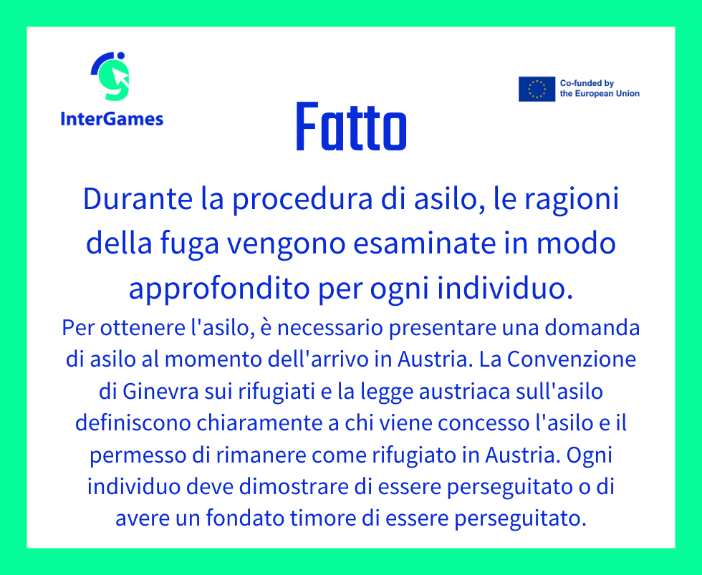 InterGames
Co-funded by
the European Union
Fatto
Durante la procedura di asilo, le ragioni
della fuga vengono esaminate in modo
approfondito per ogni individuo.
Per ottenere l'asilo, è necessario presentare una domanda
di asilo al momento dell'arrivo in Austria. La Convenzione
di Ginevra sui rifugiati e la legge austriaca sull'asilo
definiscono chiaramente a chi viene concesso l'asilo e il
permesso di rimanere come rifugiato in Austria. Ogni
individuo deve dimostrare di essere perseguitato o di
avere un fondato timore di essere perseguitato.